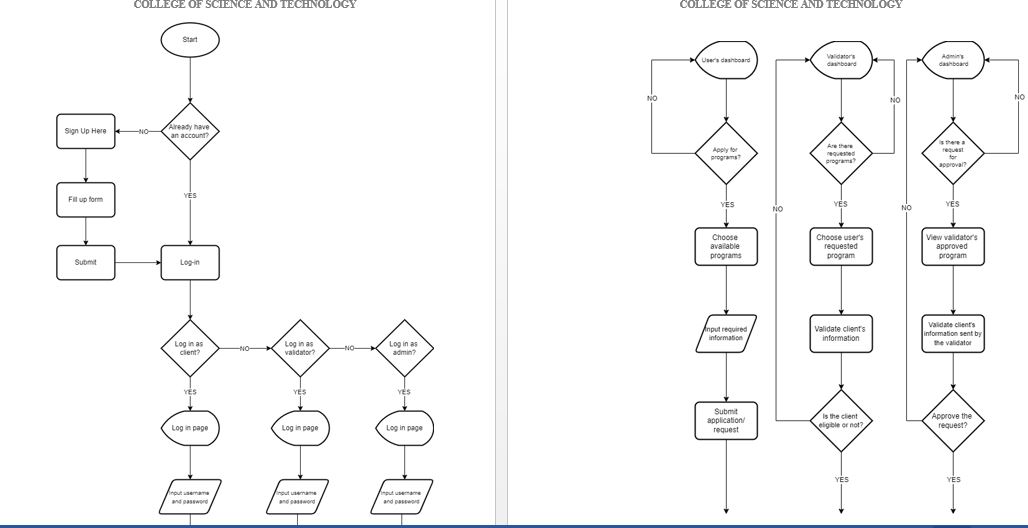 COLLEGE OF SCIENCE AND TECHNOLOGY
Start
Already have
an account?
NO
Sign Up Here
YES
Fill up form
Submit
Log-in
Log in as
client?
NO
Log in as
validator?
NO
Log in as
admin?
YES
YES
YES
Log in page
Log in page
Log in page
Input username
and password
Input username
and password
Input username
and password
COLLEGE OF SCIENCE AND TECHNOLOGY
User's dashboard
NO
Apply for
programs?
YES
Choose
available
programs
Input required
information
Submit
application/
request
Validator's
dashboard
NO
Are there
requested
programs?
YES
NO
Choose user's
requested
program
Validate client's
information
Is the client
eligible or not?
YES
Admin's
dashboard
NO
Is there a
request
for
approval?
YES
NO
View validator's
approved
program
Validate client's
information sent by
the validator
Approve the
request?
YES